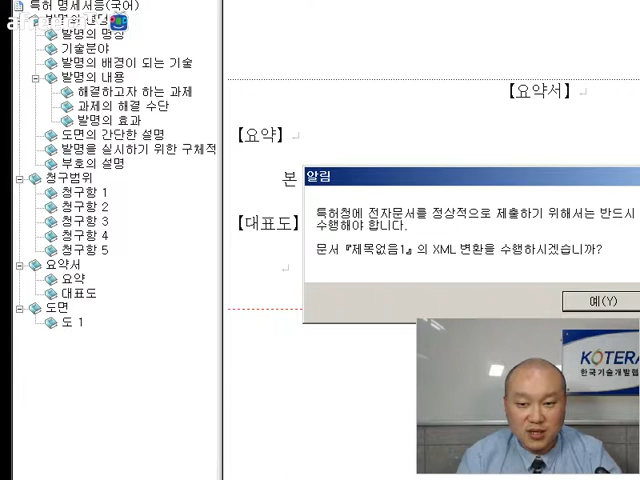 특허 명세서등(국어)
발명의 명칭
기술분야
발명의 배경이 되는 기술
발명의 내용
해결하고자 하는 과제
과제의 해결 수단
발명의 효과
도면의 간단한 설명
발명을 실시하기 위한 구체적
부호의 설명
청구범위
청구항 1
청구항 2
청구항 3
청구항 4
청구항 5
요약서
요약
대표도
도면
도 1
【요약서】
【요약】
본
【대표도】
알림
특허청에 전자문서를 정상적으로 제출하기 위해서는 반드시
수행해야 합니다.
문서 『제목없음1』의 XML 변환을 수행하시겠습니까?
예(Y)
KOTERA
한국기술개발협